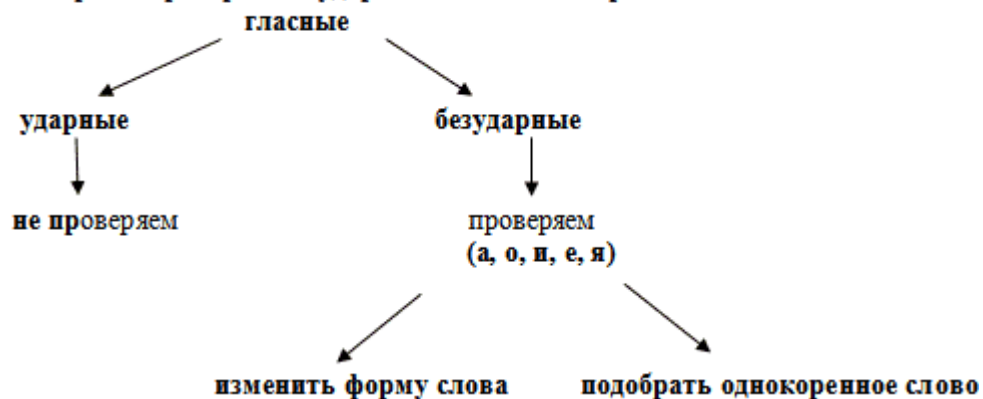 гласные
ударные безударные
не проверяем проверяем
(а, о, и, е, я)
изменить форму слова подобрать однокоренное слово